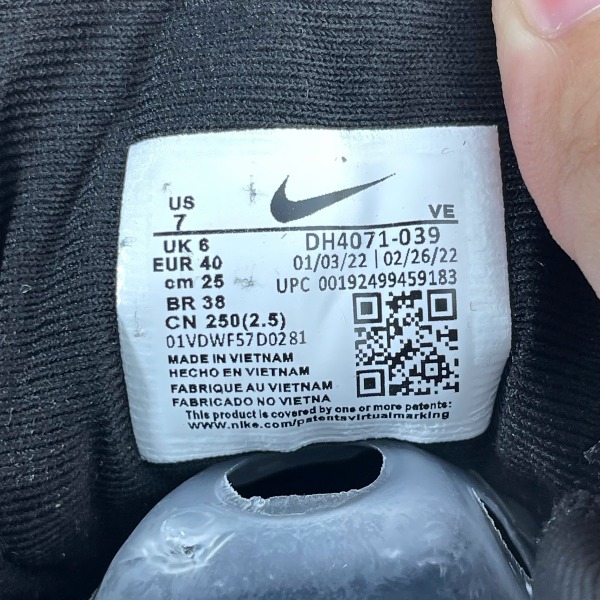 US
7
VE
UK 6
DH4071-039
EUR 40
01/03/22 | 02/26/22
cm 25
UPC 00192499459183
BR 38
CN 250(2.5)
01VDWF57D0281
MADE IN VIETNAM
HECHO EN VIETNAM
FABRIQUE AU VIETNAM
FABRICADO NO VIETNA
This product is covered by one or more patents:
www.nike.com/patentsvirtualmarking